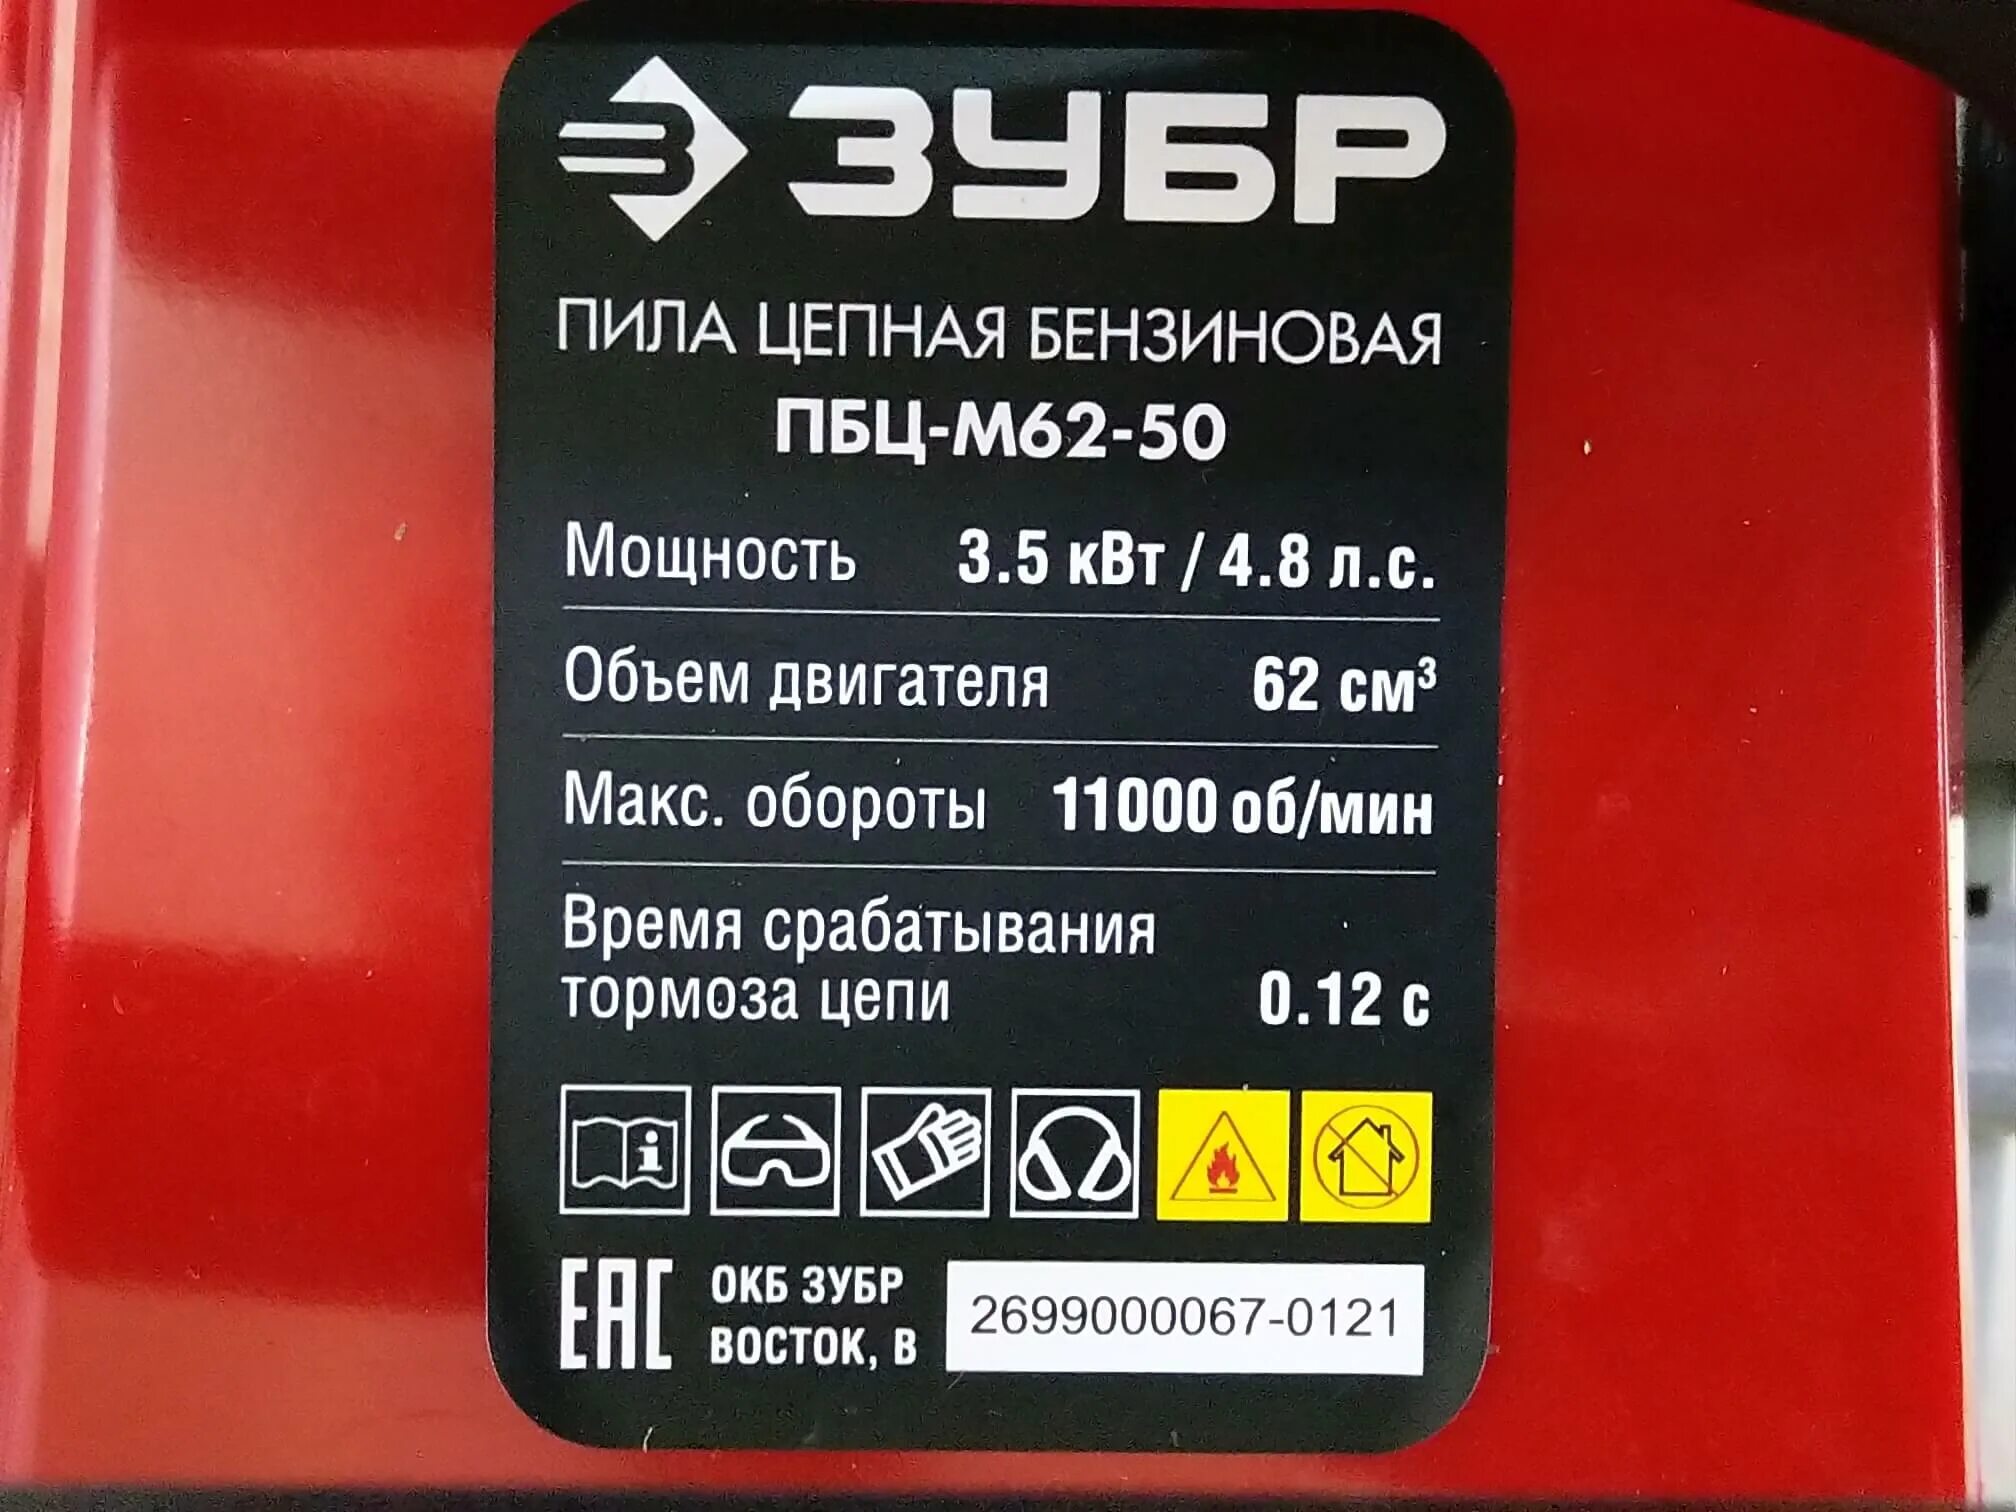 ЗУБР
ПИЛА ЦЕПНАЯ БЕНЗИНОВАЯ
ПБЦ-М62-50
Мощность 3.5 кВт / 4.8 л.с.
Объем двигателя 62 см³
Макс. обороты 11000 об/мин
Время срабатывания
тормоза цепи 0.12 с
ЕАС ОКБ ЗУБР
ВОСТОК, В 2699000067-0121